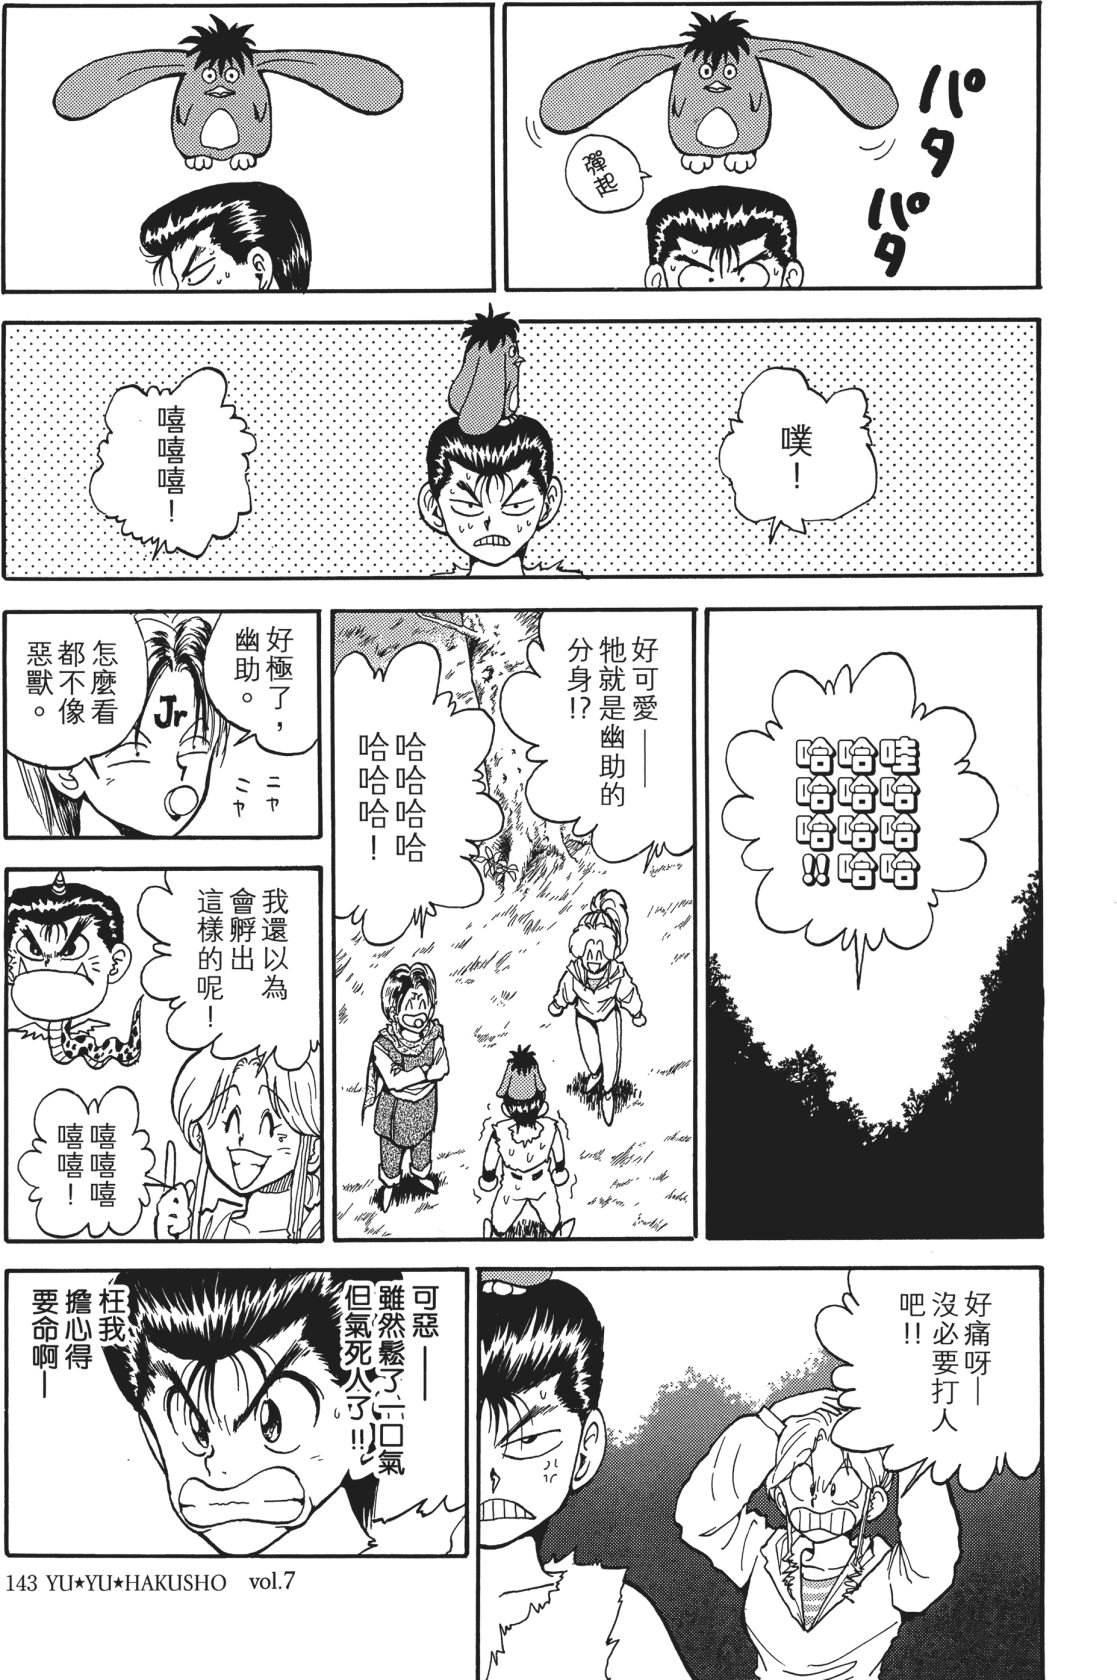 パタ
パタ
彈起
噗！
嘻嘻嘻！
哇哈哈
哈哈哈
哈哈哈
哈哈!!
好可愛——
牠就是幽助的
分身!?
哈哈哈哈
哈哈哈！
好極了，
幽助。
Jr
怎麼看
都不像
惡獸。
ニャ
ニャ
我還以為
會孵出
這樣的呢！
嘻嘻嘻
嘻嘻！
好痛呀—
沒必要打人
吧!!
可惡——
雖然鬆了一口氣
但氣死人了!!
枉我
擔心得
要命啊—
143 YU★YU★HAKUSHO vol.7